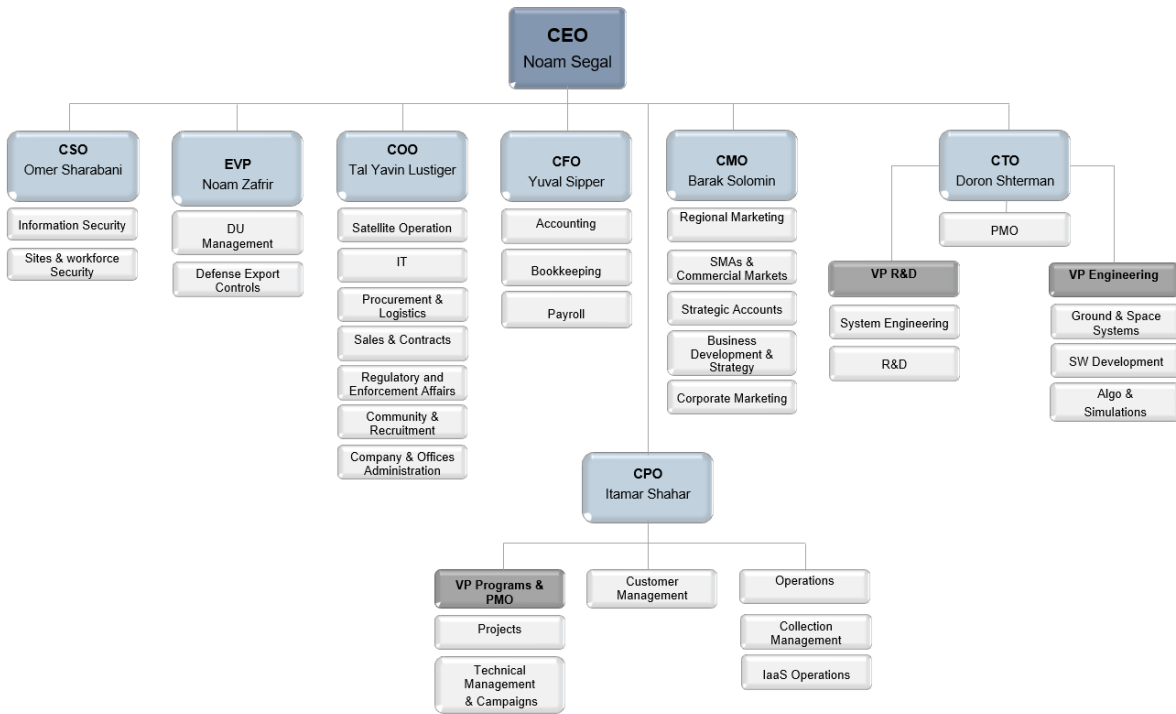 CEO
Noam Segal
CSO
Omer Sharabani
Information Security
Sites & workforce
Security
EVP
Noam Zafrir
DU
Management
Defense Export
Controls
COO
Tal Yavin Lustiger
Satellite Operation
IT
Procurement &
Logistics
Sales & Contracts
Regulatory and
Enforcement Affairs
Community &
Recruitment
Company & Offices
Administration
CFO
Yuval Sipper
Accounting
Bookkeeping
Payroll
CMO
Barak Solomin
Regional Marketing
SMAs &
Commercial Markets
Strategic Accounts
Business
Development &
Strategy
Corporate Marketing
CTO
Doron Shterman
PMO
VP R&D
System Engineering
R&D
VP Engineering
Ground & Space
Systems
SW Development
Algo &
Simulations
CPO
Itamar Shahar
VP Programs &
PMO
Projects
Technical
Management
& Campaigns
Customer
Management
Operations
Collection
Management
IaaS Operations